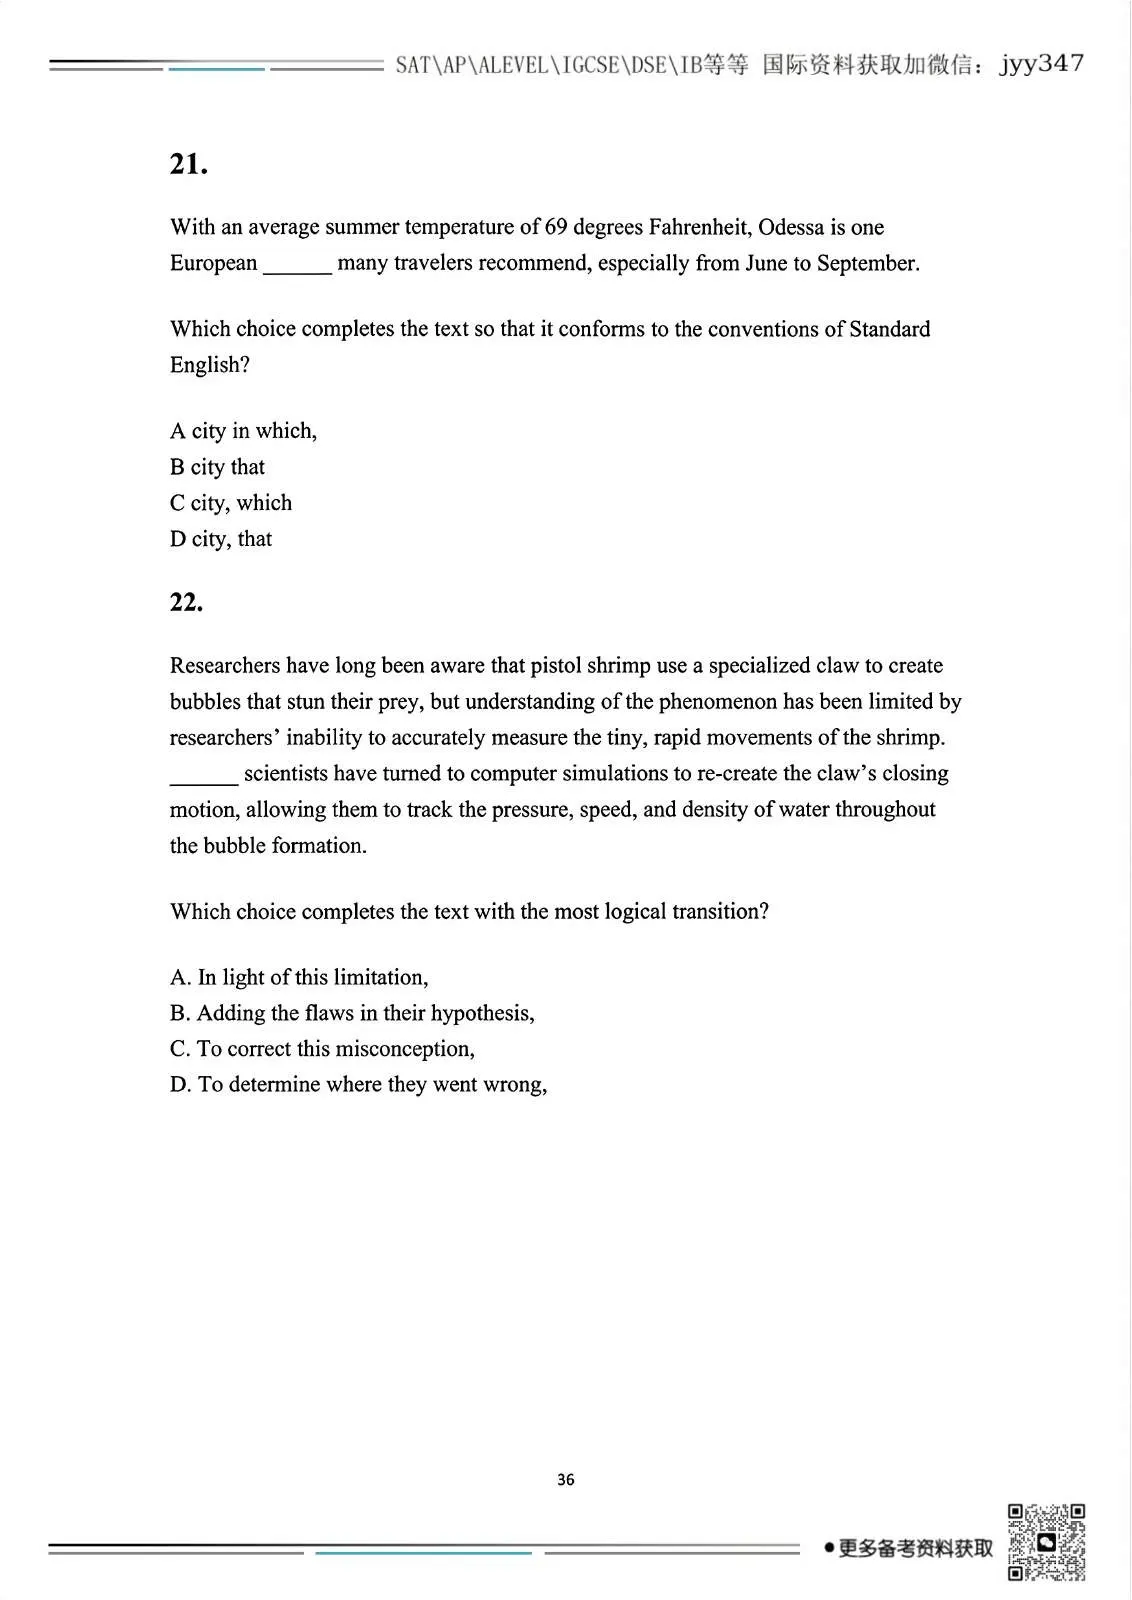 SAT\AP\ALEVEL\IGCSE\DSE\IB等等 国际资料获取加微信: jyy347
21.
With an average summer temperature of 69 degrees Fahrenheit, Odessa is one
European ______ many travelers recommend, especially from June to September.
Which choice completes the text so that it conforms to the conventions of Standard
English?
A city in which,
B city that
C city, which
D city, that
22.
Researchers have long been aware that pistol shrimp use a specialized claw to create
bubbles that stun their prey, but understanding of the phenomenon has been limited by
researchers’ inability to accurately measure the tiny, rapid movements of the shrimp.
______ scientists have turned to computer simulations to re-create the claw’s closing
motion, allowing them to track the pressure, speed, and density of water throughout
the bubble formation.
Which choice completes the text with the most logical transition?
A. In light of this limitation,
B. Adding the flaws in their hypothesis,
C. To correct this misconception,
D. To determine where they went wrong,
36
●更多备考资料获取